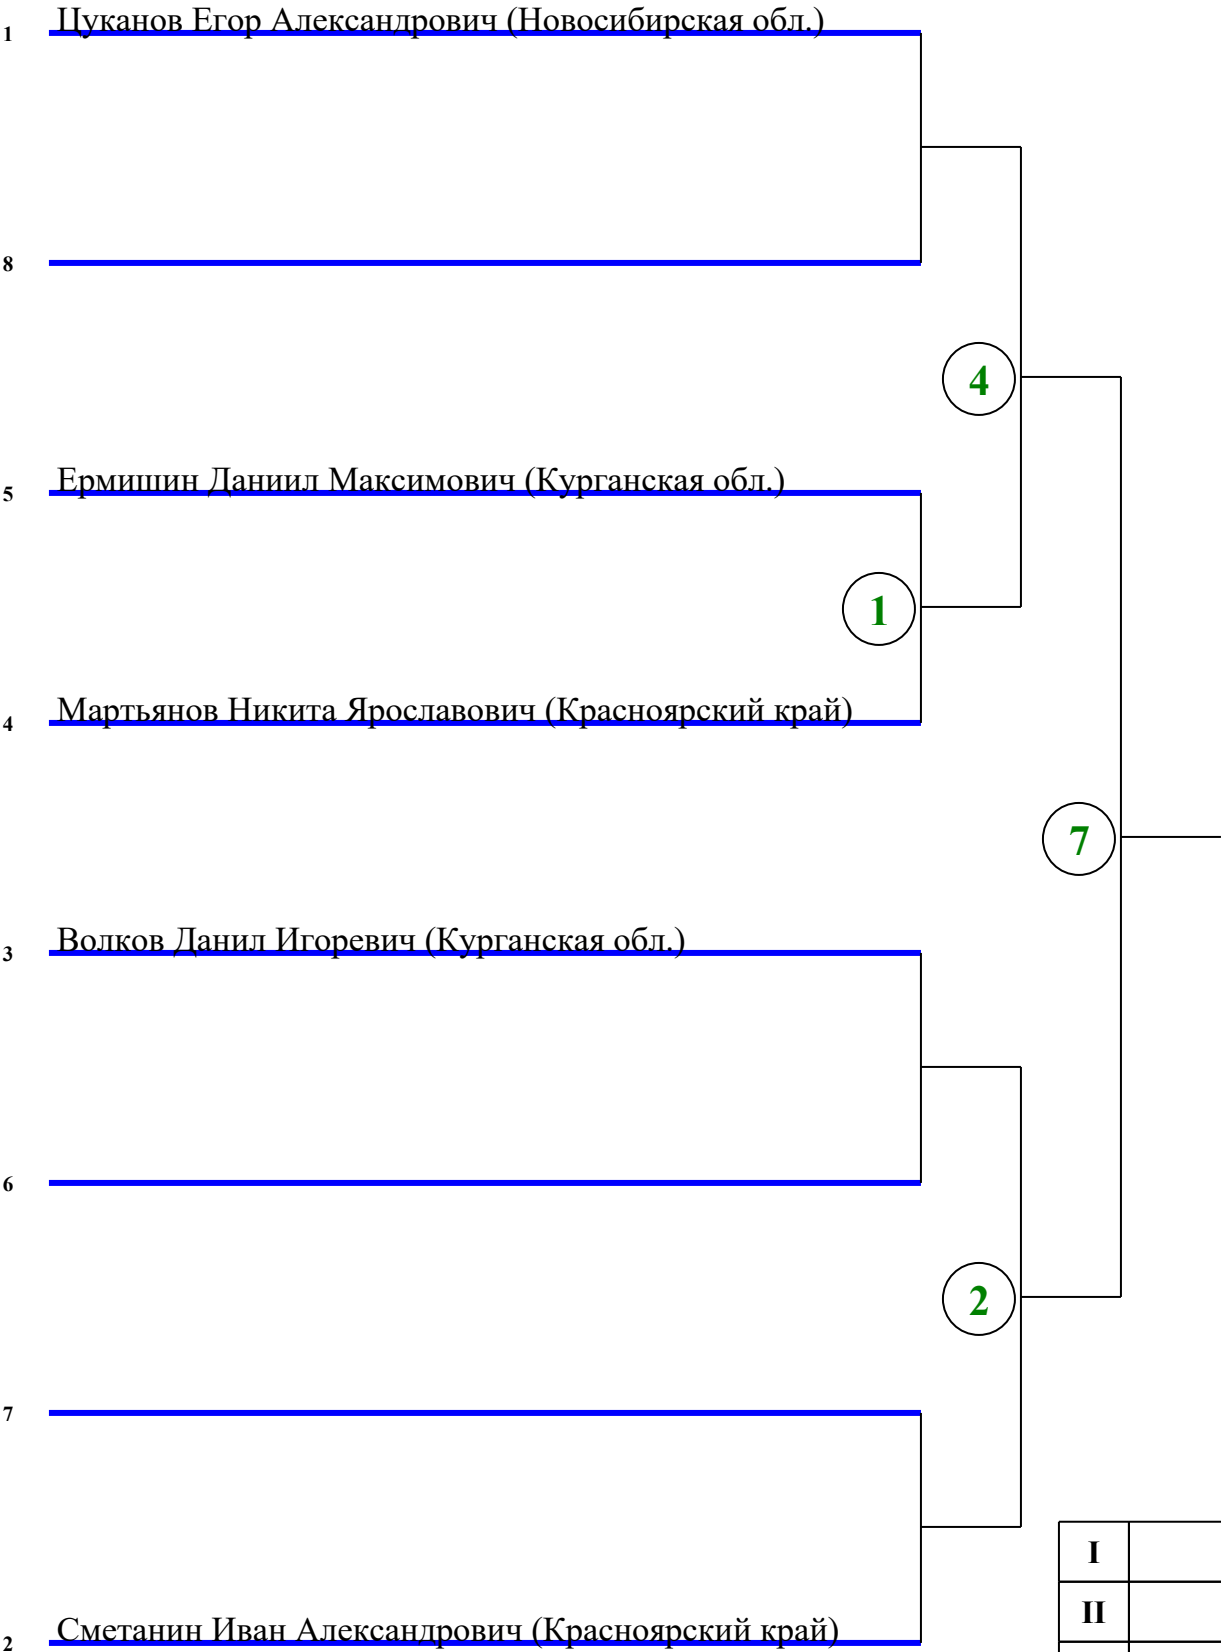 1 Цуканов Егор Александрович (Новосибирская обл.)
8
4
5 Ермишин Даниил Максимович (Курганская обл.)
1
4 Мартьянов Никита Ярославович (Красноярский край)
7
3 Волков Данил Игоревич (Курганская обл.)
6
2
7
I
II
2 Сметанин Иван Александрович (Красноярский край)